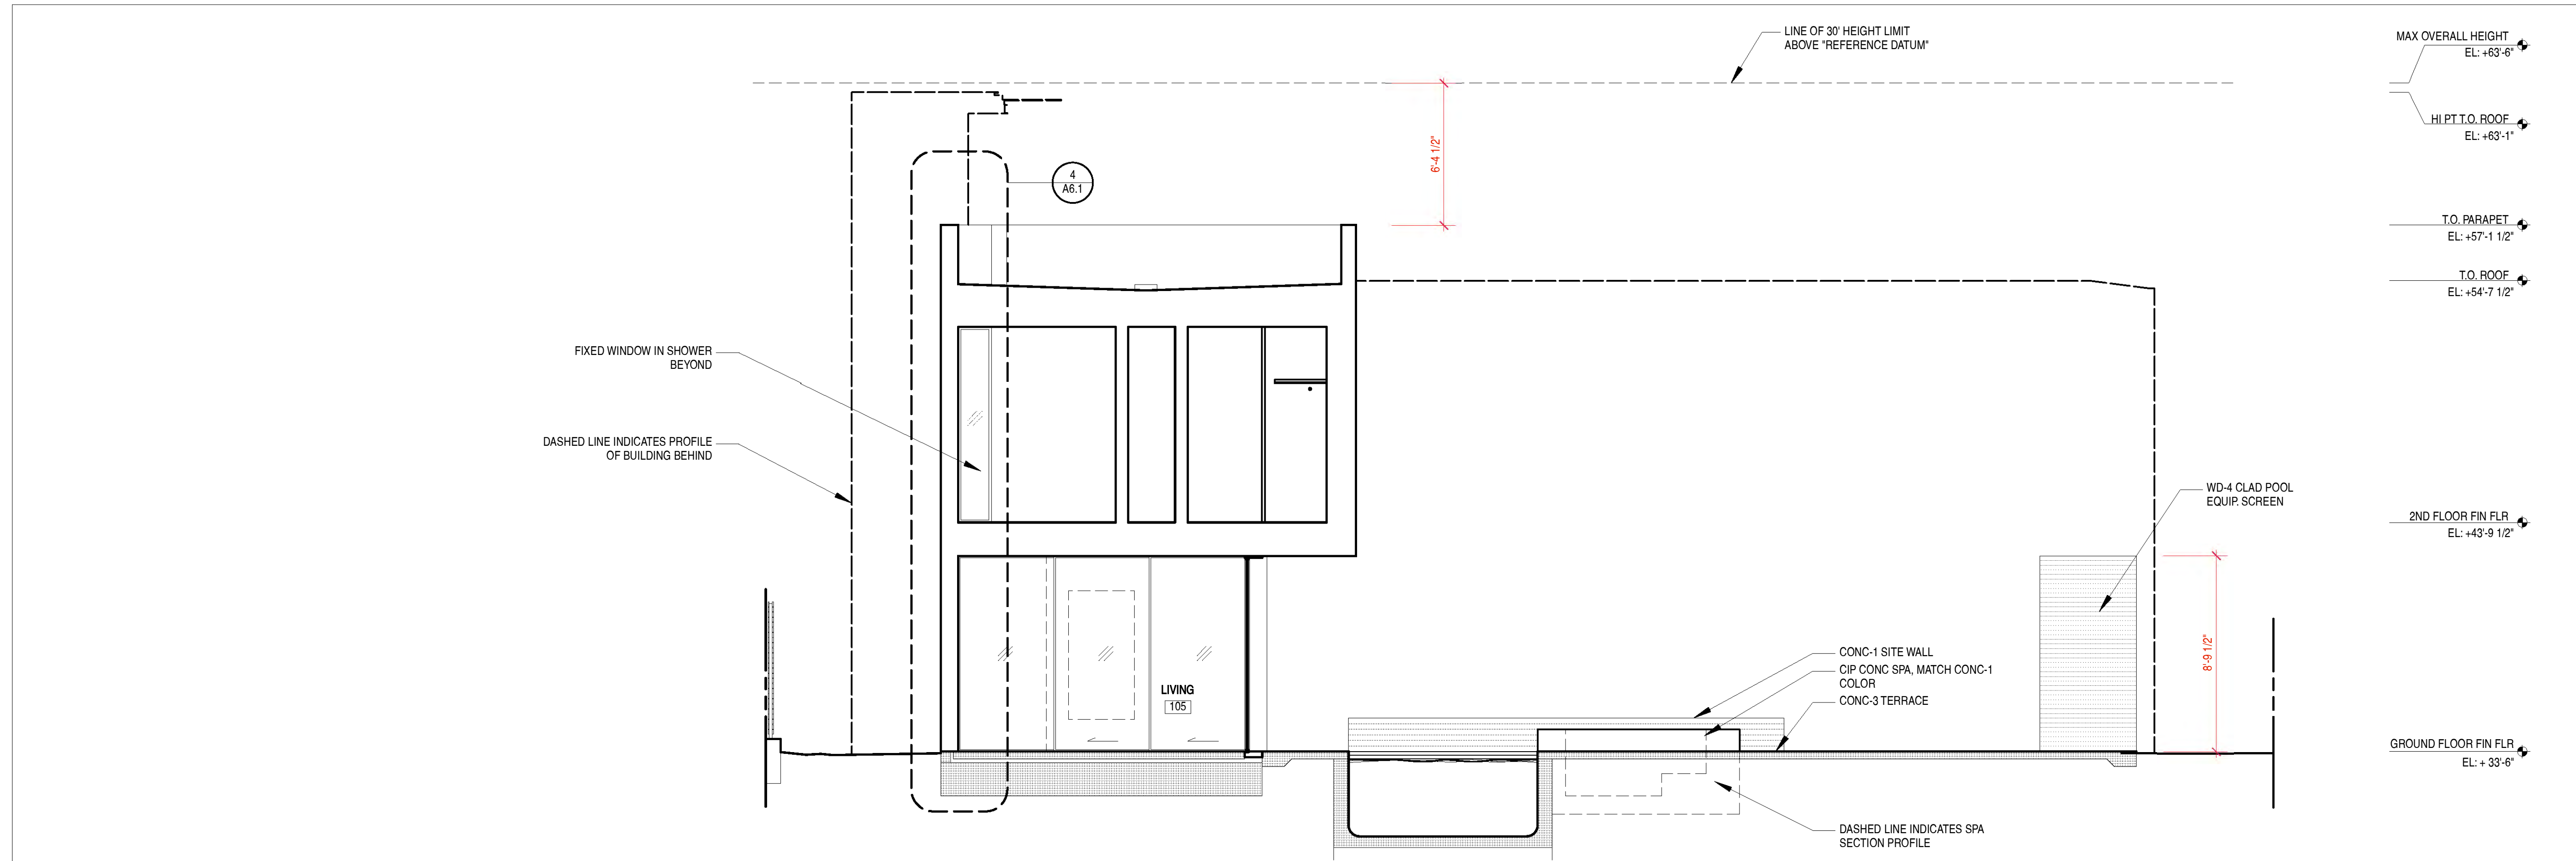 LINE OF 30' HEIGHT LIMIT
ABOVE "REFERENCE DATUM"
MAX OVERALL HEIGHT
EL: +63'-6"
HI PT T.O. ROOF
EL: +63'-1"
6'-4 1/2"
4
A6.1
T.O. PARAPET
EL: +57'-1 1/2"
T.O. ROOF
EL: +54'-7 1/2"
FIXED WINDOW IN SHOWER
BEYOND
DASHED LINE INDICATES PROFILE
OF BUILDING BEHIND
WD-4 CLAD POOL
EQUIP. SCREEN
2ND FLOOR FIN FLR
EL: +43'-9 1/2"
8'-9 1/2"
CONC-1 SITE WALL
CIP CONC SPA, MATCH CONC-1
COLOR
CONC-3 TERRACE
LIVING
105
GROUND FLOOR FIN FLR
EL: + 33'-6"
DASHED LINE INDICATES SPA
SECTION PROFILE